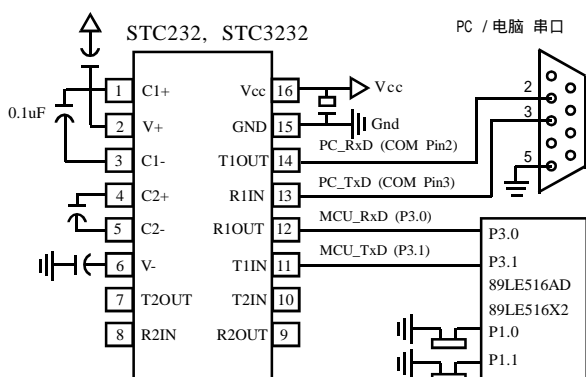 STC232, STC3232
PC / 电脑 串口
0.1uF
1 C1+ Vcc 16 Vcc
2 V+ GND 15 Gnd
3 C1- T1OUT 14 PC_RxD (COM Pin2)
4 C2+ R1IN 13 PC_TxD (COM Pin3)
5 C2- R1OUT 12 MCU_RxD (P3.0)
6 V- T1IN 11 MCU_TxD (P3.1)
7 T2OUT T2IN 10
8 R2IN R2OUT 9
2
3
5
P3.0
P3.1
89LE516AD
89LE516X2
P1.0
P1.1